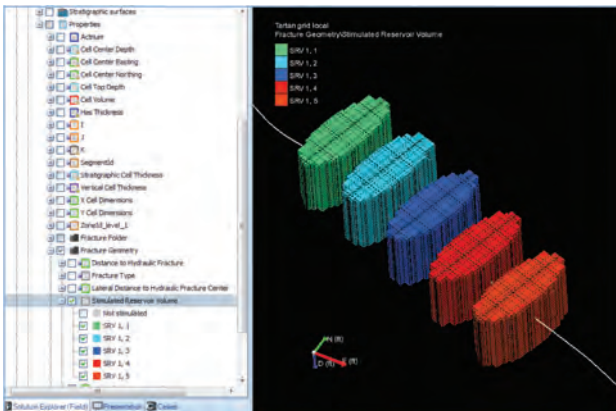 Stratigraphic surfaces
Properties
Actnum
Cell Center Depth
Cell Center Easting
Cell Center Northing
Cell Top Depth
Cell Volume
Has Thickness
I
J
K
SegmentId
Stratigraphic Cell Thickness
Vertical Cell Thickness
X Cell Dimensions
Y Cell Dimensions
ZoneId_level_1
Fracture Folder
Fracture Geometry
Distance to Hydraulic Fracture
Fracture Type
Lateral Distance to Hydraulic Fracture Center
Stimulated Reservoir Volume
Not stimulated
SRV 1, 1
SRV 1, 2
SRV 1, 3
SRV 1, 4
SRV 1, 5
Solution Explorer (Field)
Presentation
Tartan grid local
Fracture Geometry\Stimulated Reservoir Volume
SRV 1, 1
SRV 1, 2
SRV 1, 3
SRV 1, 4
SRV 1, 5
N (ft)
E (ft)
D (ft)